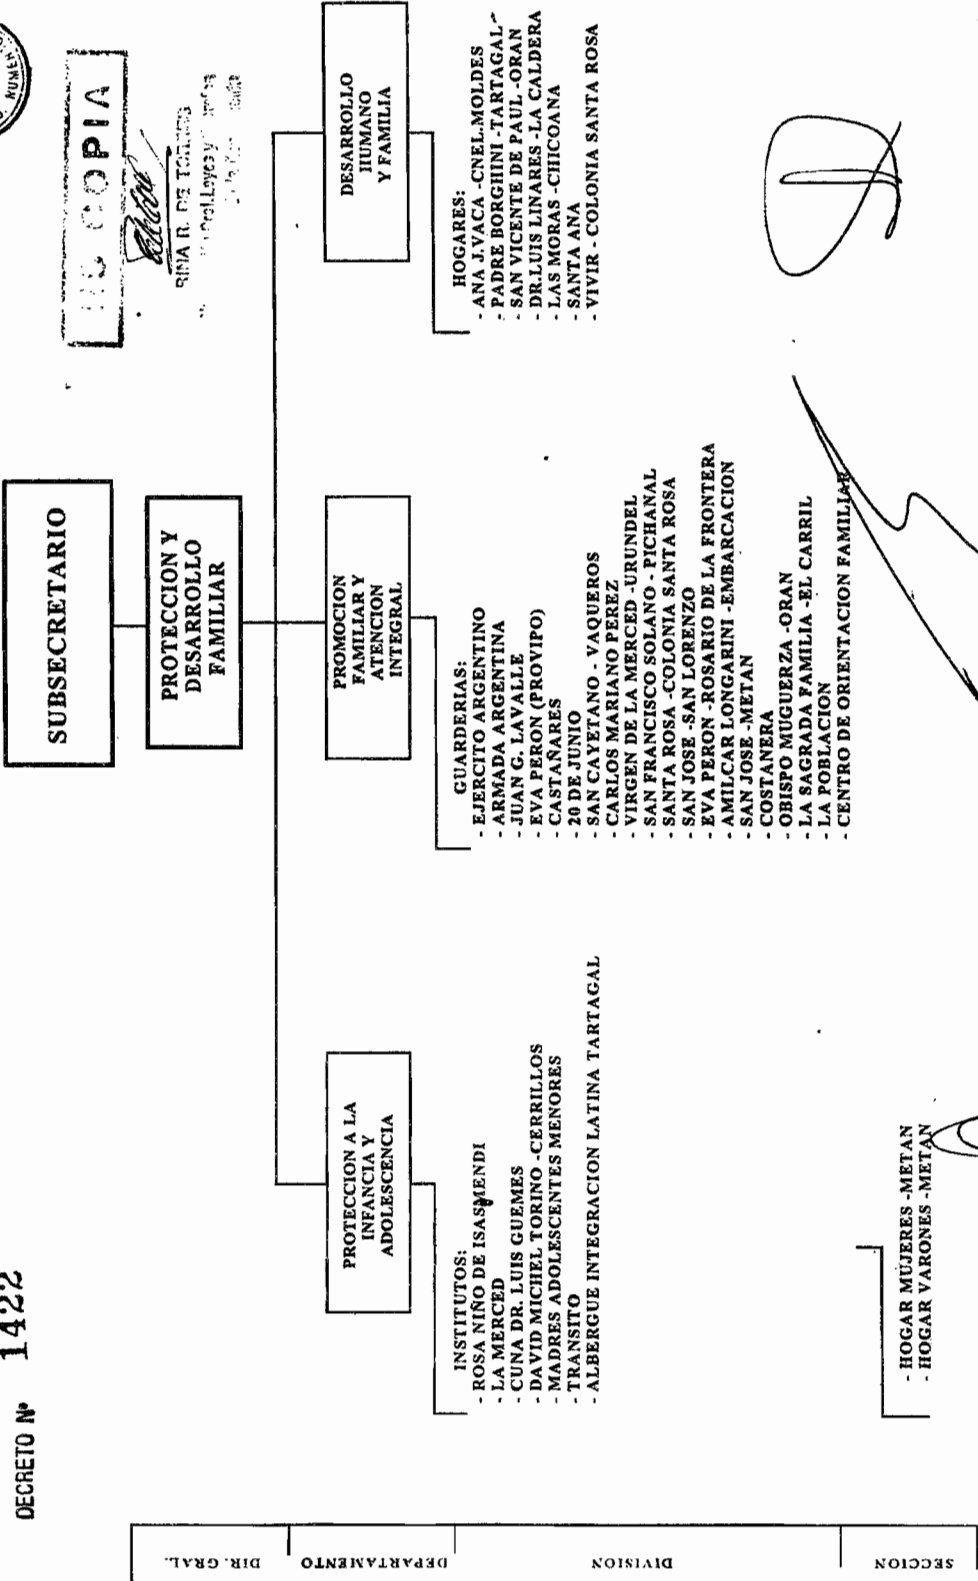 DECRETO Nº 1422
COPIA
RINA R. DE
SUBSECRETARIO
PROTECCION Y
DESARROLLO
FAMILIAR
PROTECCION A LA
INFANCIA Y
ADOLESCENCIA
INSTITUTOS:
- ROSA NIÑO DE ISASMENDI
- LA MERCED
- CUNA DR. LUIS GUEMES
- DAVID MICHEL TORINO -CERRILLOS
- MADRES ADOLESCENTES MENORES
- TRANSITO
- ALBERGUE INTEGRACION LATINA TARTAGAL
PROMOCION
FAMILIAR Y
ATENCION
INTEGRAL
GUARDERIAS:
- EJERCITO ARGENTINO
- ARMADA ARGENTINA
- JUAN G. LAVALLE
- EVA PERON (PROVIPO)
- CASTAÑARES
- 20 DE JUNIO
- SAN CAYETANO - VAQUEROS
- CARLOS MARIANO PEREZ
- VIRGEN DE LA MERCED -URUNDEL
- SAN FRANCISCO SOLANO - PICHANAL
- SANTA ROSA -COLONIA SANTA ROSA
- SAN JOSE -SAN LORENZO
- EVA PERON -ROSARIO DE LA FRONTERA
- AMILCAR LONGARINI -EMBARCACION
- SAN JOSE -METAN
- COSTANERA
- OBISPO MUGUERZA -ORAN
- LA SAGRADA FAMILIA -EL CARRIL
- LA POBLACION
- CENTRO DE ORIENTACION FAMILIAR
DESARROLLO
HUMANO
Y FAMILIA
HOGARES:
- ANA J.VACA -CNEL.MOLDES
- PADRE BORGHINI -TARTAGAL-
- SAN VICENTE DE PAUL -ORAN
- DR.LUIS LINARES -LA CALDERA
- LAS MORAS -CHICOANA
- SANTA ANA
- VIVIR - COLONIA SANTA ROSA
- HOGAR MUJERES -METAN
- HOGAR VARONES -METAN
DIR. GRAL.
DEPARTAMENTO
DIVISION
SECCION